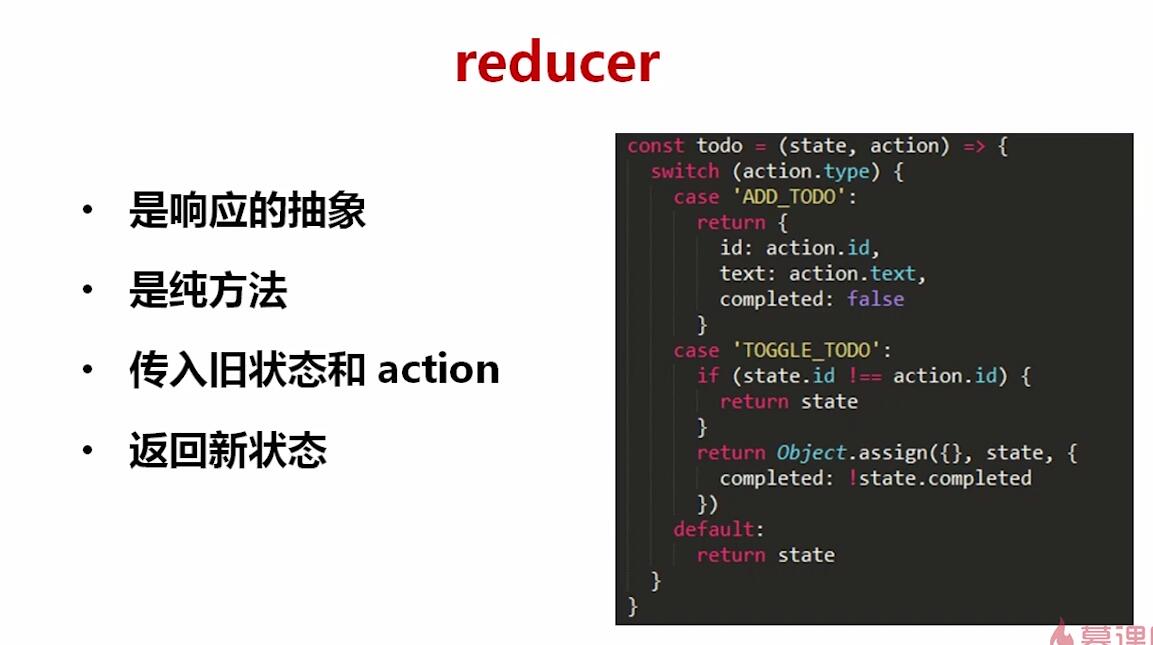 reducer
• 是响应的抽象
• 是纯方法
• 传入旧状态和 action
• 返回新状态
const todo = (state, action) => {
  switch (action.type) {
    case 'ADD_TODO':
      return {
        id: action.id,
        text: action.text,
        completed: false
      }
    case 'TOGGLE_TODO':
      if (state.id !== action.id) {
        return state
      }
      return Object.assign({}, state, {
        completed: !state.completed
      })
    default:
      return state
  }
}
慕课